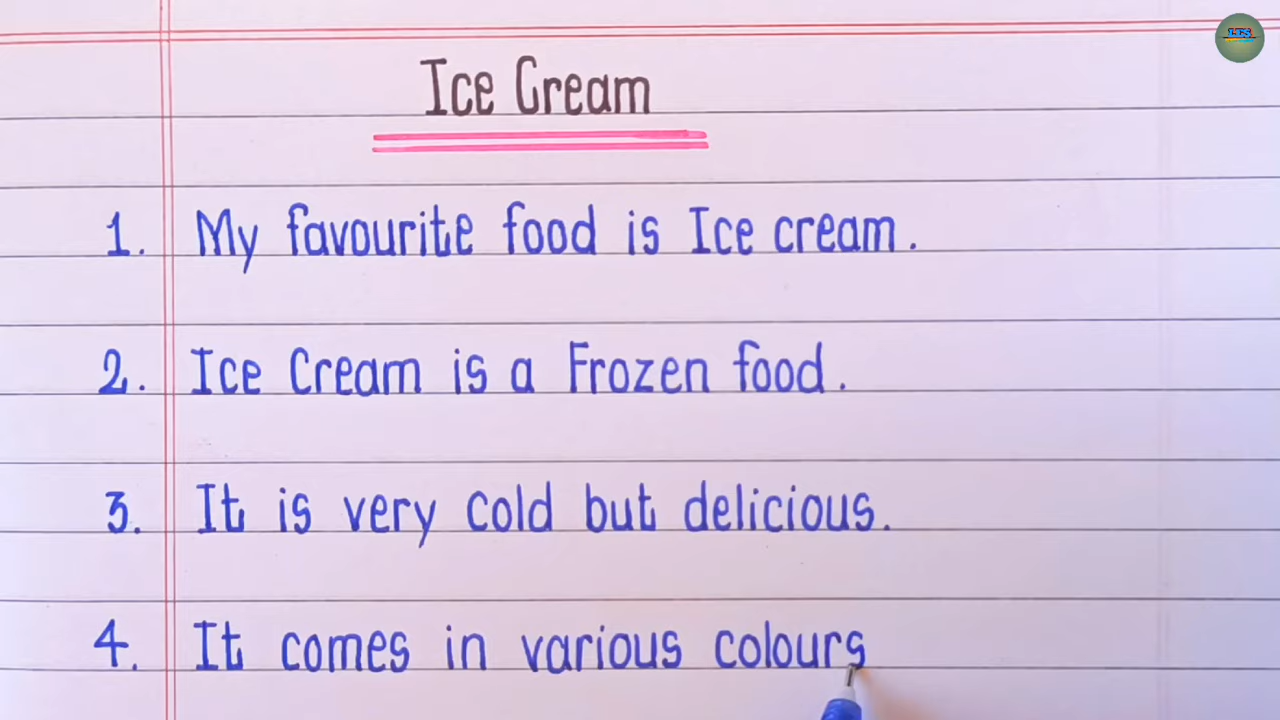 Ice Cream
1. My favourite food is Ice cream.
2. Ice Cream is a Frozen food.
3. It is very cold but delicious.
4. It comes in various colours